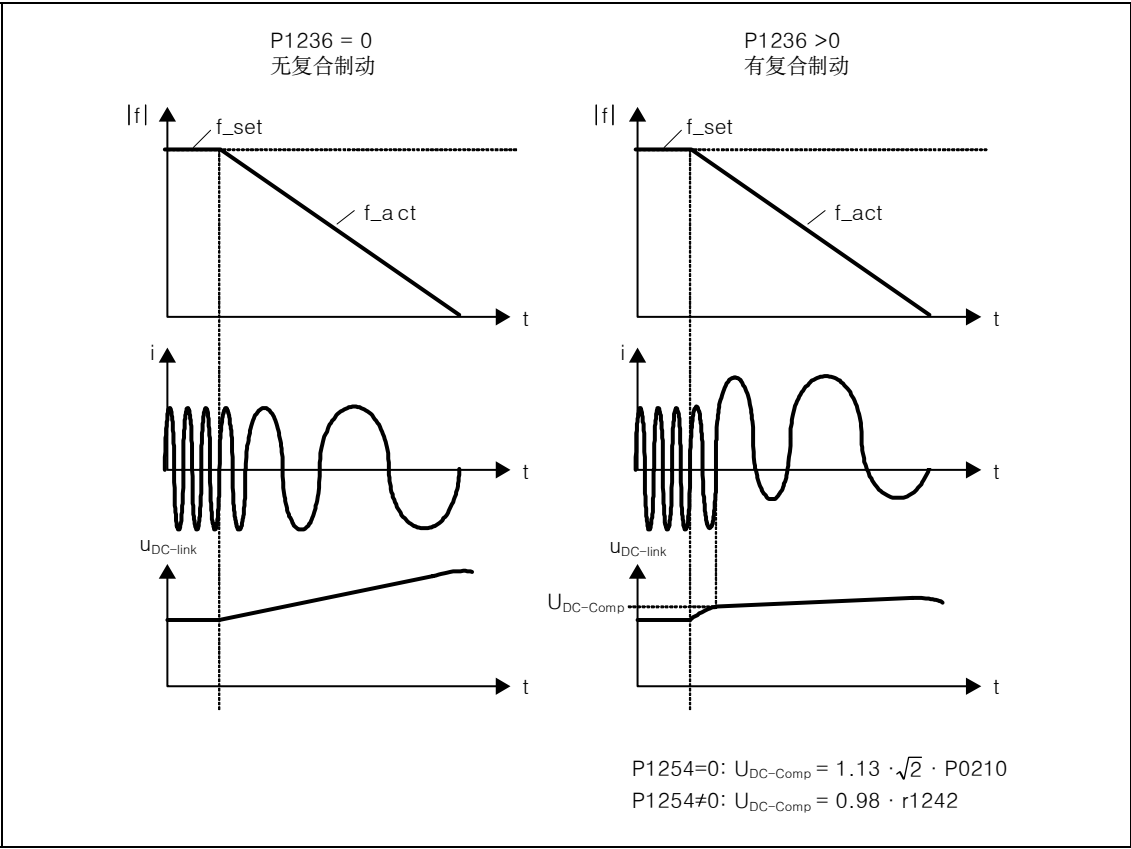 P1236 = 0
无复合制动
|f|
f_set
f_a ct
t
i
t
uDC-link
t
P1236 >0
有复合制动
|f|
f_set
f_act
t
i
t
uDC-link
UDC-Comp
t
P1254=0: UDC-Comp = 1.13 · √2 · P0210
P1254≠0: UDC-Comp = 0.98 · r1242